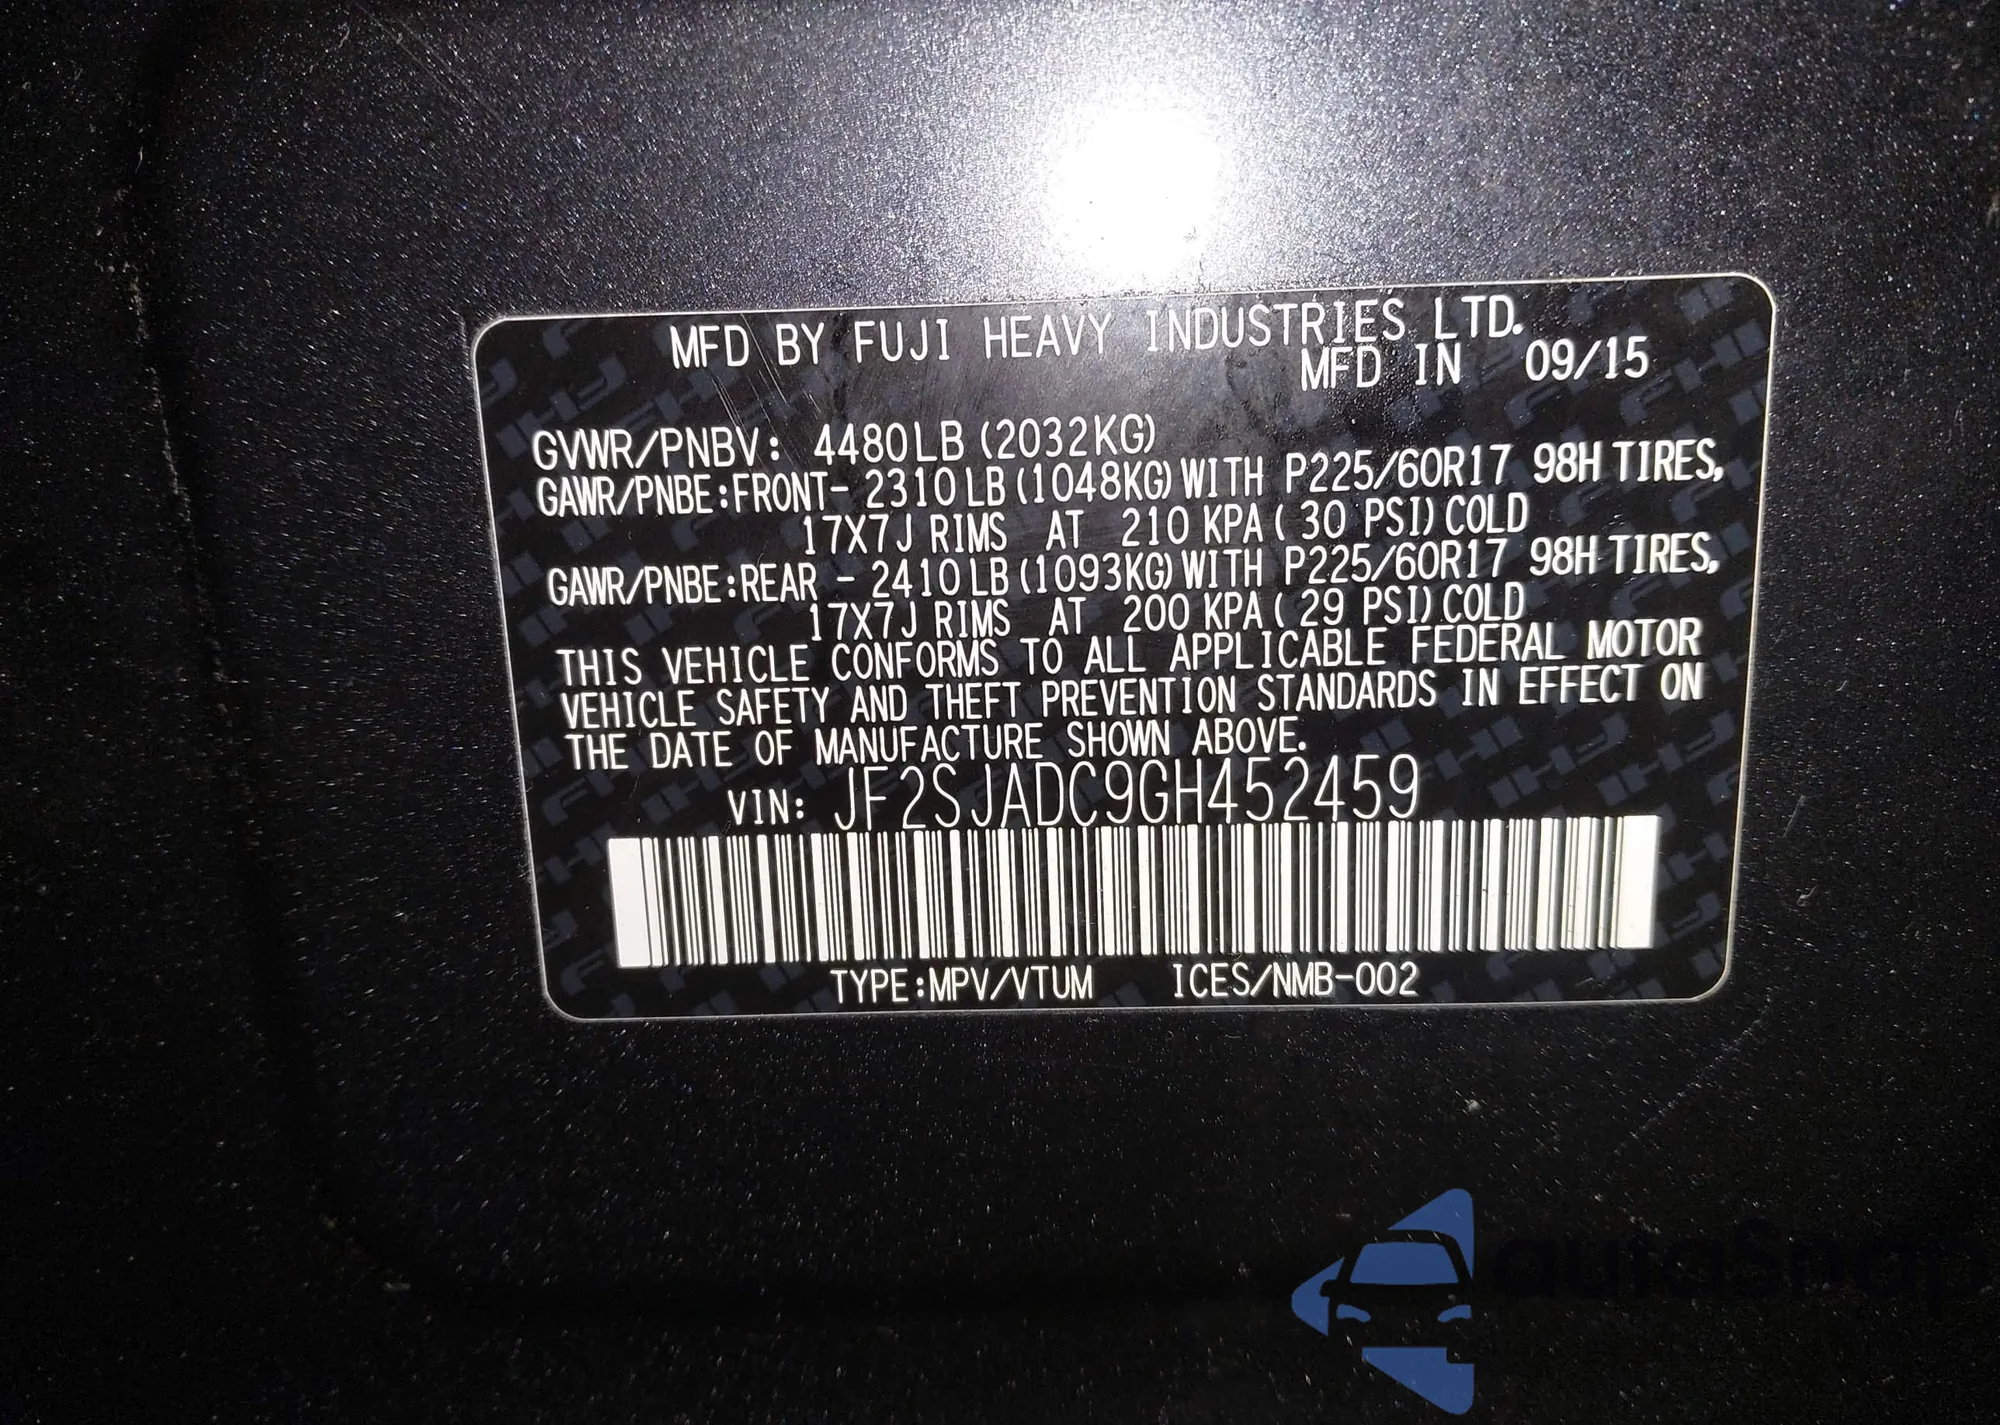 MFD BY FUJI HEAVY INDUSTRIES LTD.
MFD IN 09/15
GVWR/PNBV: 4480LB (2032KG)
GAWR/PNBE:FRONT- 2310LB (1048KG) WITH P225/60R17 98H TIRES,
17X7J RIMS AT 210 KPA ( 30 PSI) COLD
GAWR/PNBE:REAR - 2410LB (1093KG) WITH P225/60R17 98H TIRES,
17X7J RIMS AT 200 KPA ( 29 PSI) COLD
THIS VEHICLE CONFORMS TO ALL APPLICABLE FEDERAL MOTOR
VEHICLE SAFETY AND THEFT PREVENTION STANDARDS IN EFFECT ON
THE DATE OF MANUFACTURE SHOWN ABOVE.
VIN: JF2SJADC9GH452459
TYPE:MPV/VTUM ICES/NMB-002
autoSnap